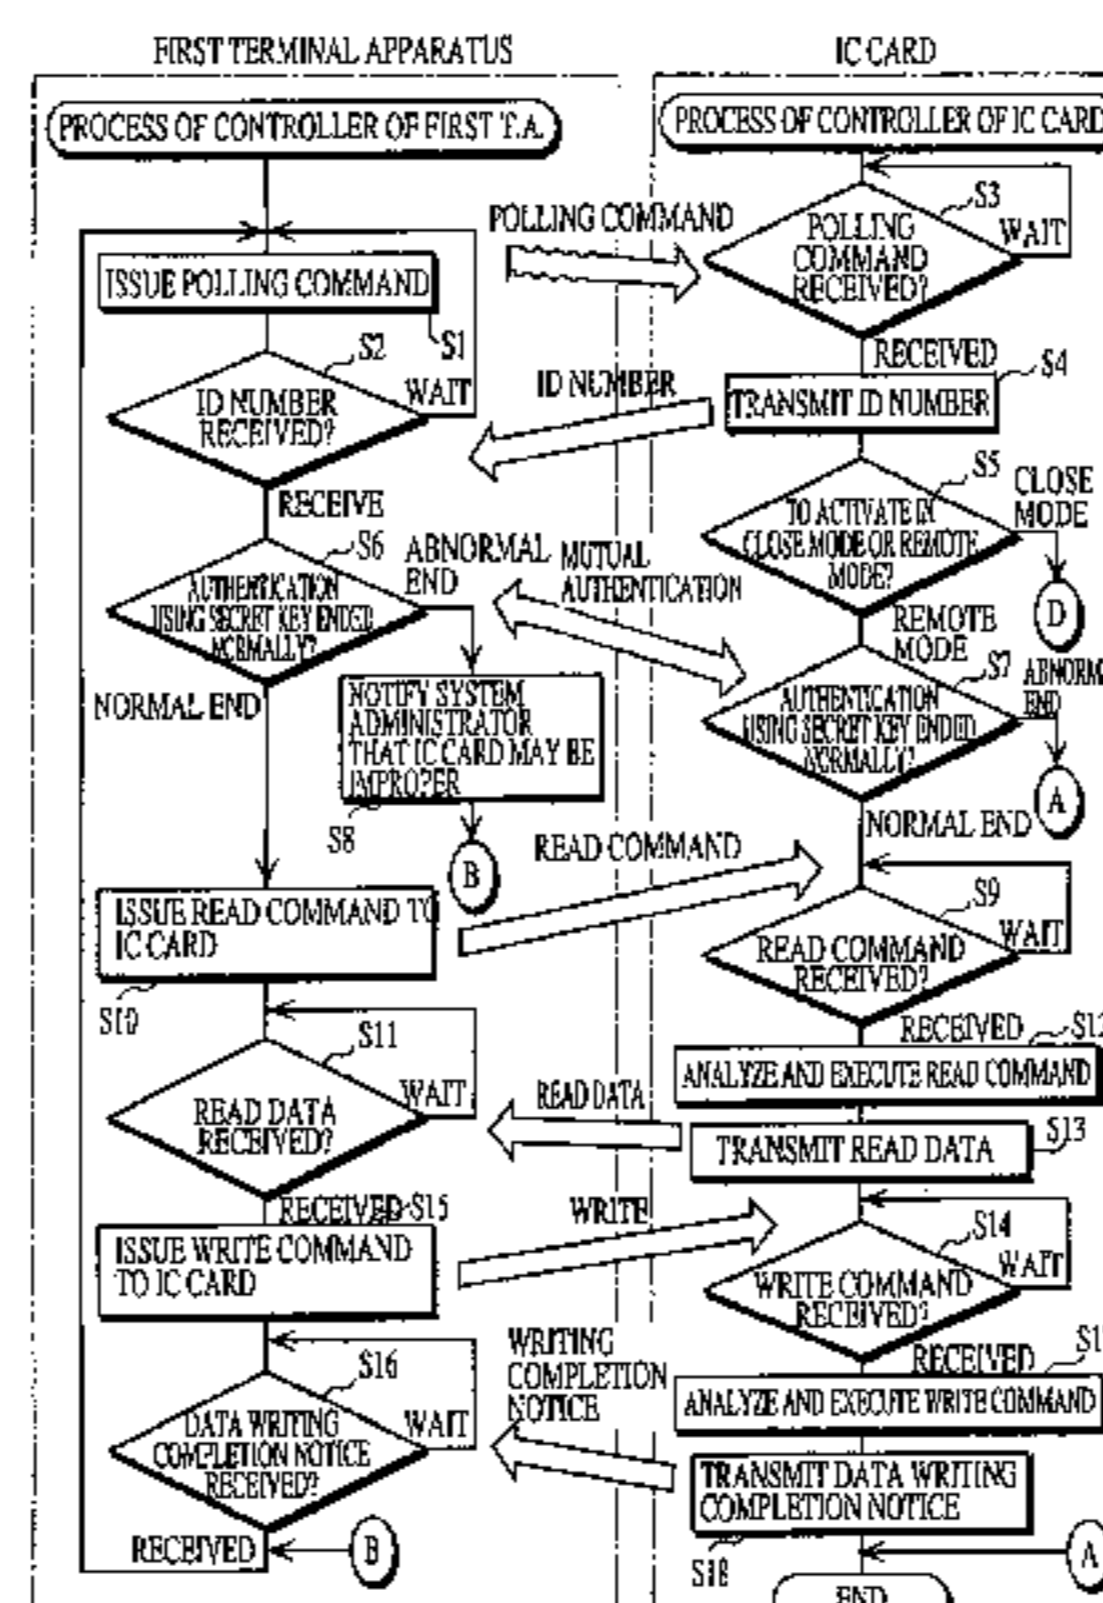 FIRST TERMINAL APPARATUS
IC CARD
PROCESS OF CONTROLLER OF FIRST T.A.
PROCESS OF CONTROLLER OF IC CARD
S3
WAIT
POLLING
COMMAND
RECEIVED?
POLLING COMMAND
ISSUE POLLING COMMAND
S1
S2
WAIT
ID NUMBER
RECEIVED?
RECEIVED
S4
ID NUMBER
TRANSMIT ID NUMBER
S5
CLOSE
MODE
TO ACTIVATE IN
CLOSE MODE OR REMOTE
MODE?
D
RECEIVE
S6
ABNORMAL
END
MUTUAL
AUTHENTICATION
AUTHENTICATION
USING SECRET KEY ENDED
NORMALLY?
REMOTE
MODE
S7
END
AUTHENTICATION
USING SECRET KEY ENDED
NORMALLY?
A
NORMAL END
NOTIFY SYSTEM
ADMINISTRATOR
THAT IC CARD MAY BE
IMPROPER
S8
B
NORMAL END
READ COMMAND
S9
WAIT
READ COMMAND
RECEIVED?
ISSUE READ COMMAND TO
IC CARD
S10
S11
WAIT
READ DATA
RECEIVED?
RECEIVED
S12
ANALYZE AND EXECUTE READ COMMAND
READ DATA
TRANSMIT READ DATA
S13
RECEIVED
S15
ISSUE WRITE COMMAND
TO IC CARD
WRITE
S14
WAIT
WRITE COMMAND
RECEIVED?
RECEIVED
ANALYZE AND EXECUTE WRITE COMMAND
WRITING
COMPLETION
NOTICE
S16
WAIT
DATA WRITING
COMPLETION NOTICE
RECEIVED?
TRANSMIT DATA WRITING
COMPLETION NOTICE
S18
RECEIVED
B
A
END